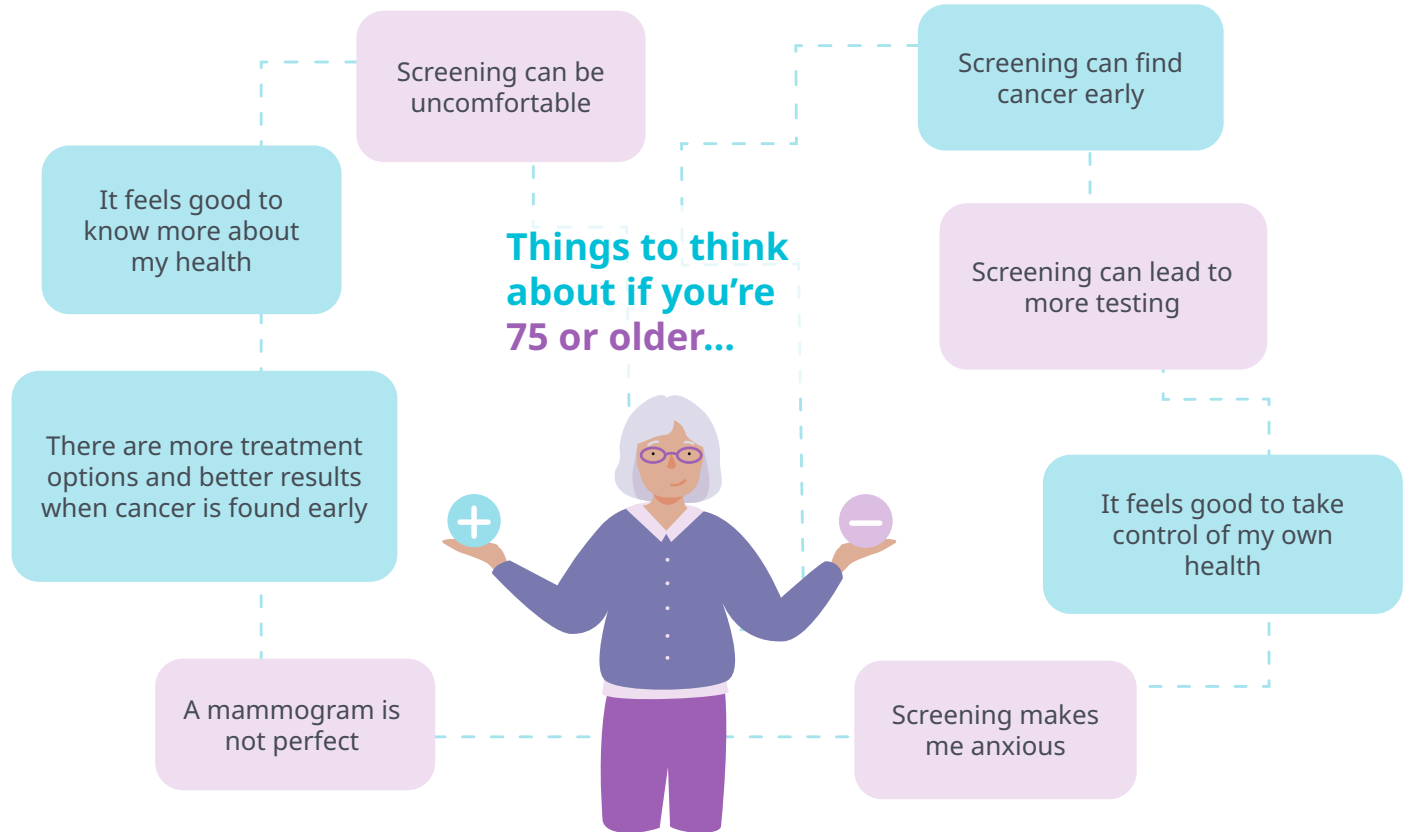 Things to think
about if you’re
75 or older...
Screening can be
uncomfortable
It feels good to
know more about
my health
There are more treatment
options and better results
when cancer is found early
A mammogram is
not perfect
Screening can find
cancer early
Screening can lead to
more testing
It feels good to take
control of my own
health
Screening makes
me anxious